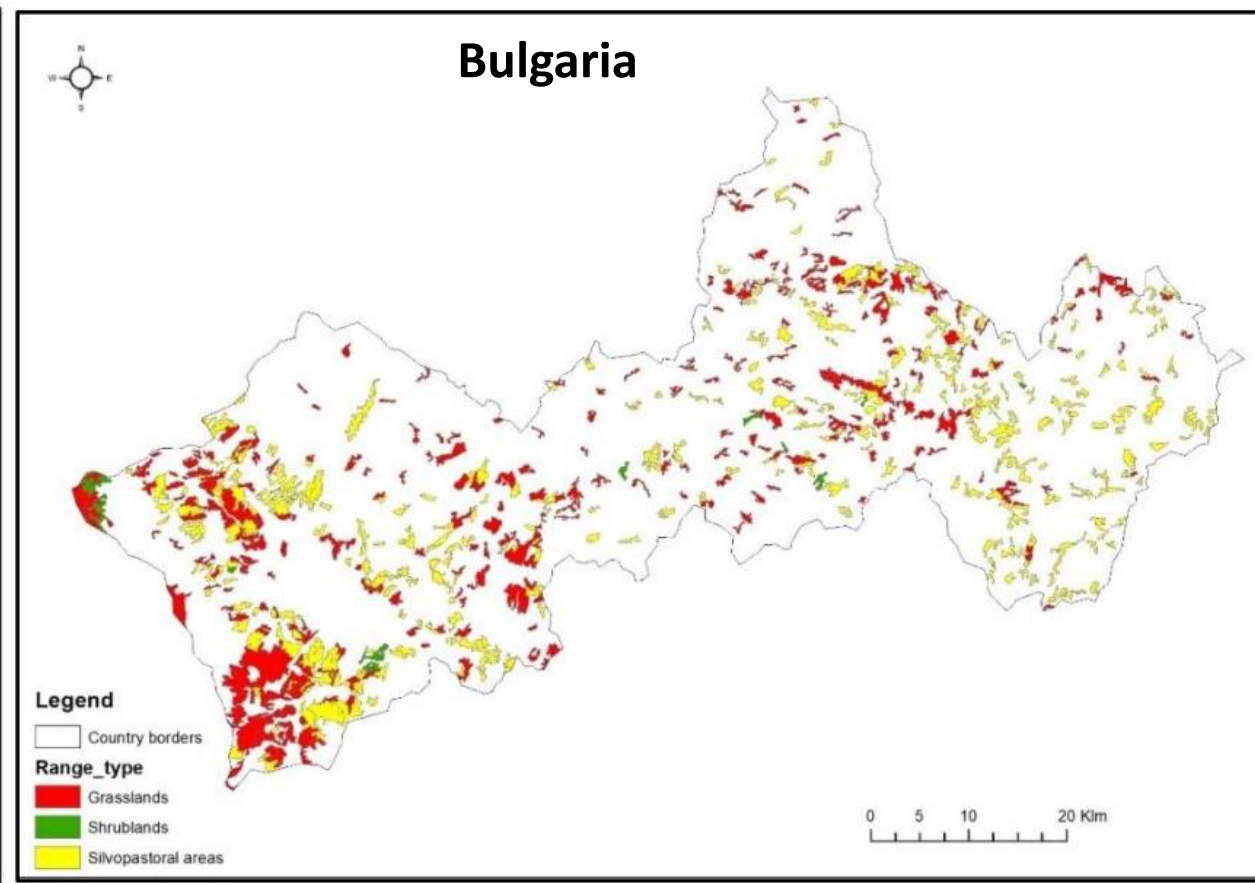 Bulgaria
N
W E
S
Legend
Country borders
Range_type
Grasslands
Shrublands
Silvopastoral areas
0 5 10 20 Klm